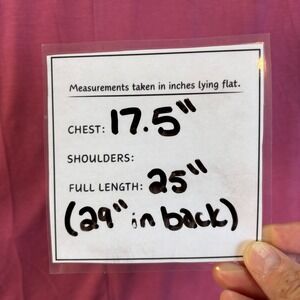 Measurements taken in inches lying flat.
CHEST: 17.5"
SHOULDERS:
FULL LENGTH: 25"
(29" in back)